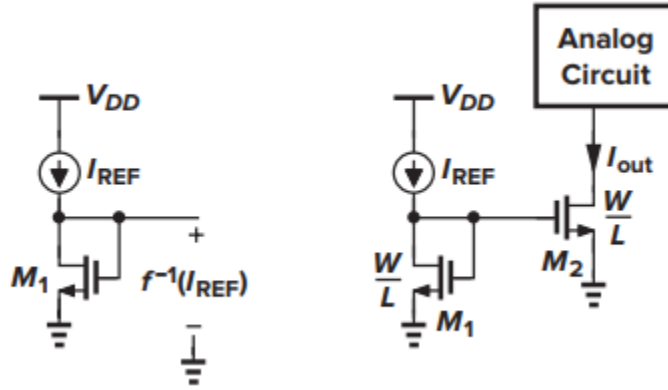 V_DD
I_REF
M_1
f^{-1}(I_REF)
+
−
V_DD
I_REF
W
L
M_1
Analog
Circuit
I_out
W
L
M_2